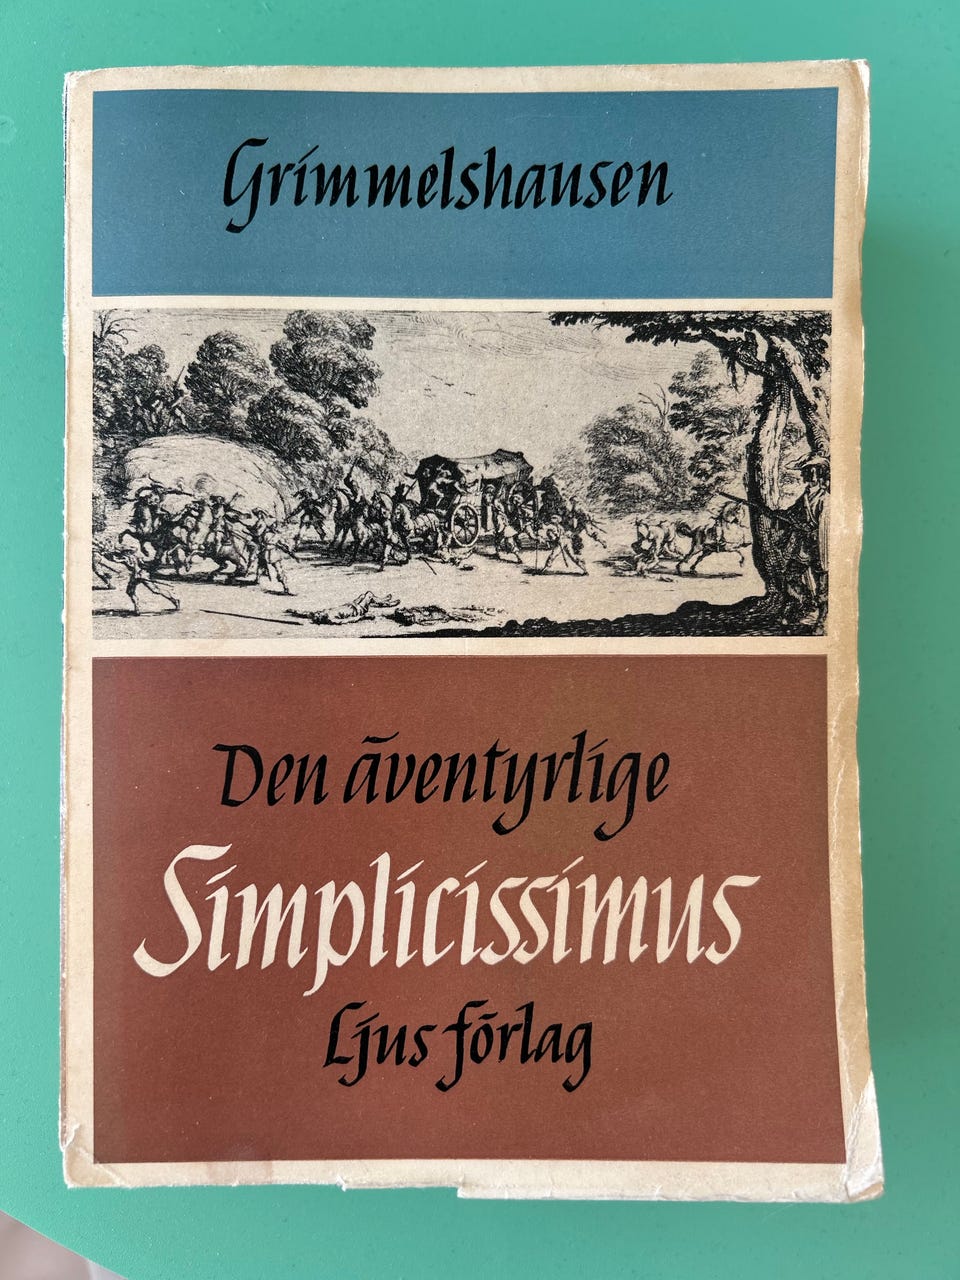 Grimmelshausen
Den äventyrlige
Simplicissimus
Ljus förlag